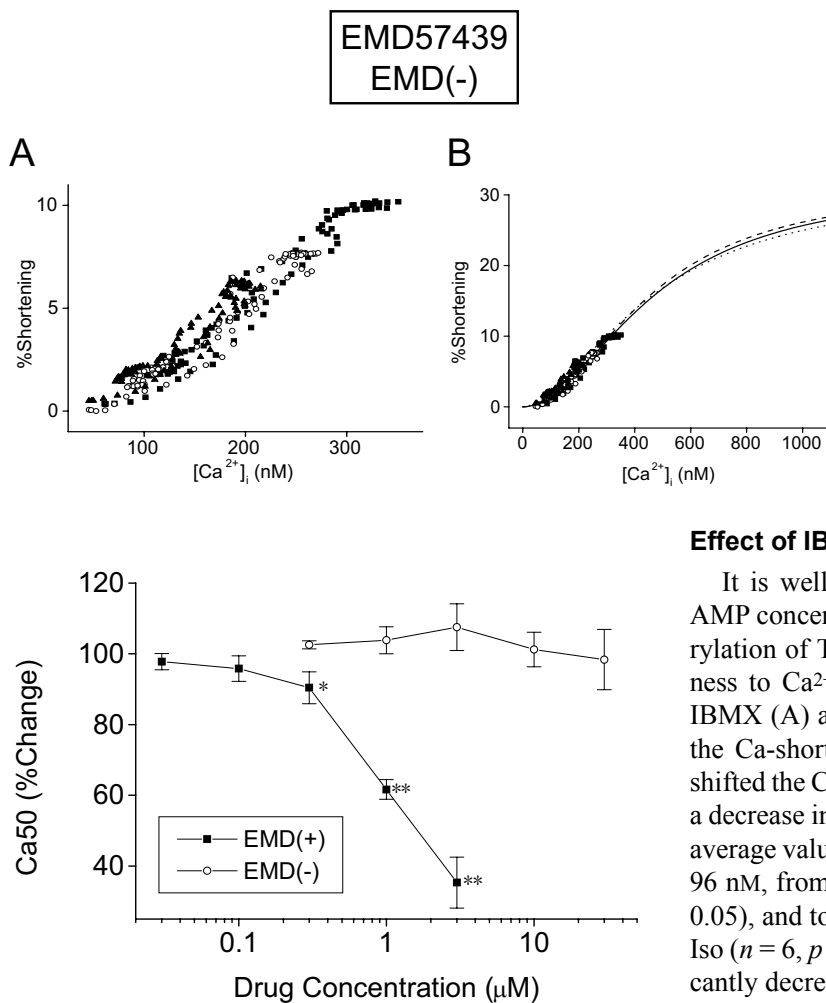 EMD57439
EMD(-)
A
%Shortening
10
5
0
100 200 300
[Ca²⁺]ᵢ (nM)
B
%Shortening
30
20
10
0
0 200 400 600 800 1000
[Ca²⁺]ᵢ (nM)
Ca50 (%Change)
120
100
80
60
40
*
**
**
EMD(+)
EMD(-)
0.1 1 10
Drug Concentration (μM)
Effect of IB
It is well
AMP concen
rylation of T
ness to Ca²⁺
IBMX (A) a
the Ca-short
shifted the C
a decrease in
average valu
96 nM, from
0.05), and to
Iso (n = 6, p
cantly decre